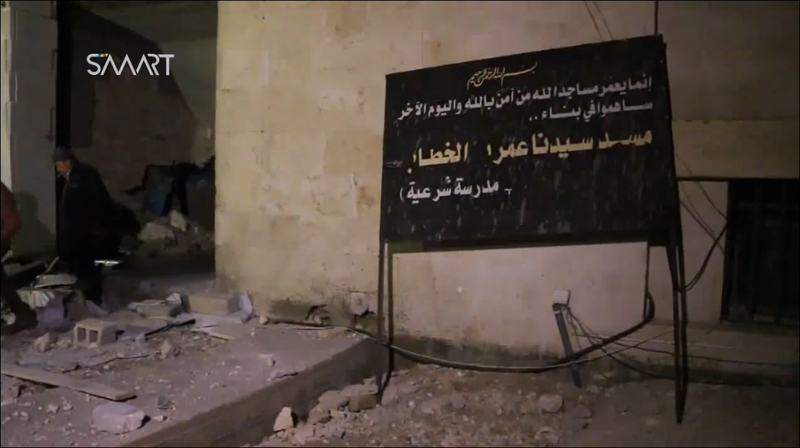 SMART
بسم الله الرحمن الرحيم
إنما يعمر مساجد الله من آمن بالله واليوم الآخر
ساهموا في بناء ..
مسجد سيدنا عمر الخطاب
مدرسة شرعية )